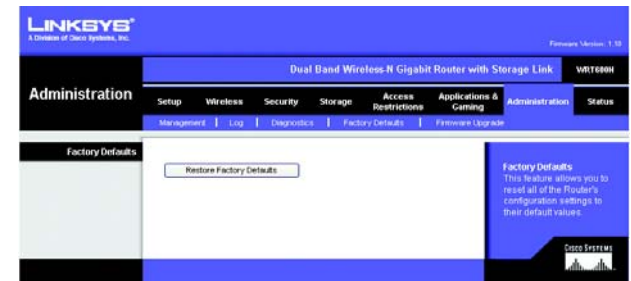 LINKSYS®
A Division of Cisco Systems, Inc.
Firmware Version: 1.10
Dual Band Wireless-N Gigabit Router with Storage Link WRT600N
Administration
Setup Wireless Security Storage Access Restrictions Applications & Gaming Administration Status
Management | Log | Diagnostics | Factory Defaults | Firmware Upgrade
Factory Defaults
Restore Factory Defaults
Factory Defaults
This feature allows you to
reset all of the Router's
configuration settings to
their default values.
CISCO SYSTEMS